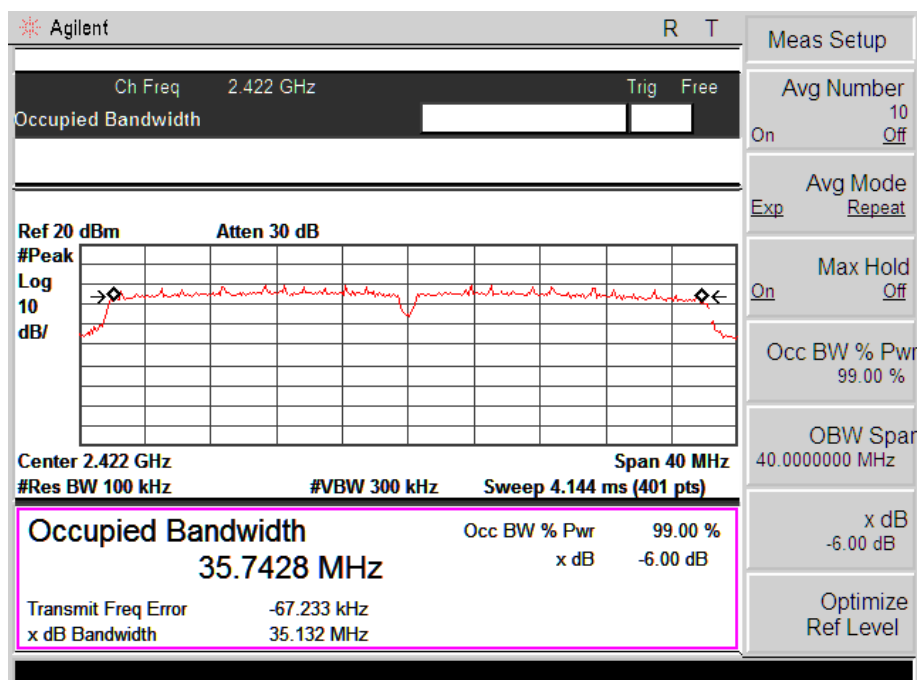 Agilent R T
Ch Freq 2.422 GHz Trig Free
Occupied Bandwidth
Ref 20 dBm Atten 30 dB
#Peak
Log
10
dB/
Center 2.422 GHz Span 40 MHz
#Res BW 100 kHz #VBW 300 kHz Sweep 4.144 ms (401 pts)
Occupied Bandwidth
35.7428 MHz
Occ BW % Pwr 99.00 %
x dB -6.00 dB
Transmit Freq Error -67.233 kHz
x dB Bandwidth 35.132 MHz
Meas Setup
Avg Number
10
On Off
Avg Mode
Exp Repeat
Max Hold
On Off
Occ BW % Pwr
99.00 %
OBW Span
40.0000000 MHz
x dB
-6.00 dB
Optimize
Ref Level